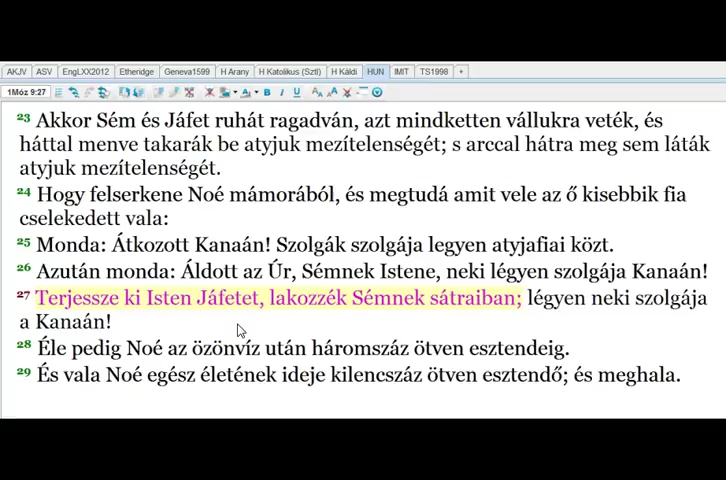 AKJV ASV EngLXX2012 Etheridge Geneva1599 H Arany H Katolikus (Sztl) H Káldi HUN IMIT TS1998 +
1Móz 9:27 B I U
23 Akkor Sém és Jáfet ruhát ragadván, azt mindketten vállukra veték, és
háttal menve takarák be atyjuk mezítelenségét; s arccal hátra meg sem láták
atyjuk mezítelenségét.
24 Hogy felserkene Noé mámorából, és megtudá amit vele az ő kisebbik fia
cselekedett vala:
25 Monda: Átkozott Kanaán! Szolgák szolgája legyen atyjafiai közt.
26 Azután monda: Áldott az Úr, Sémnek Istene, neki légyen szolgája Kanaán!
27 Terjessze ki Isten Jáfetet, lakozzék Sémnek sátraiban; légyen neki szolgája
a Kanaán!
28 Éle pedig Noé az özönvíz után háromszáz ötven esztendeig.
29 És vala Noé egész életének ideje kilencszáz ötven esztendő; és meghala.